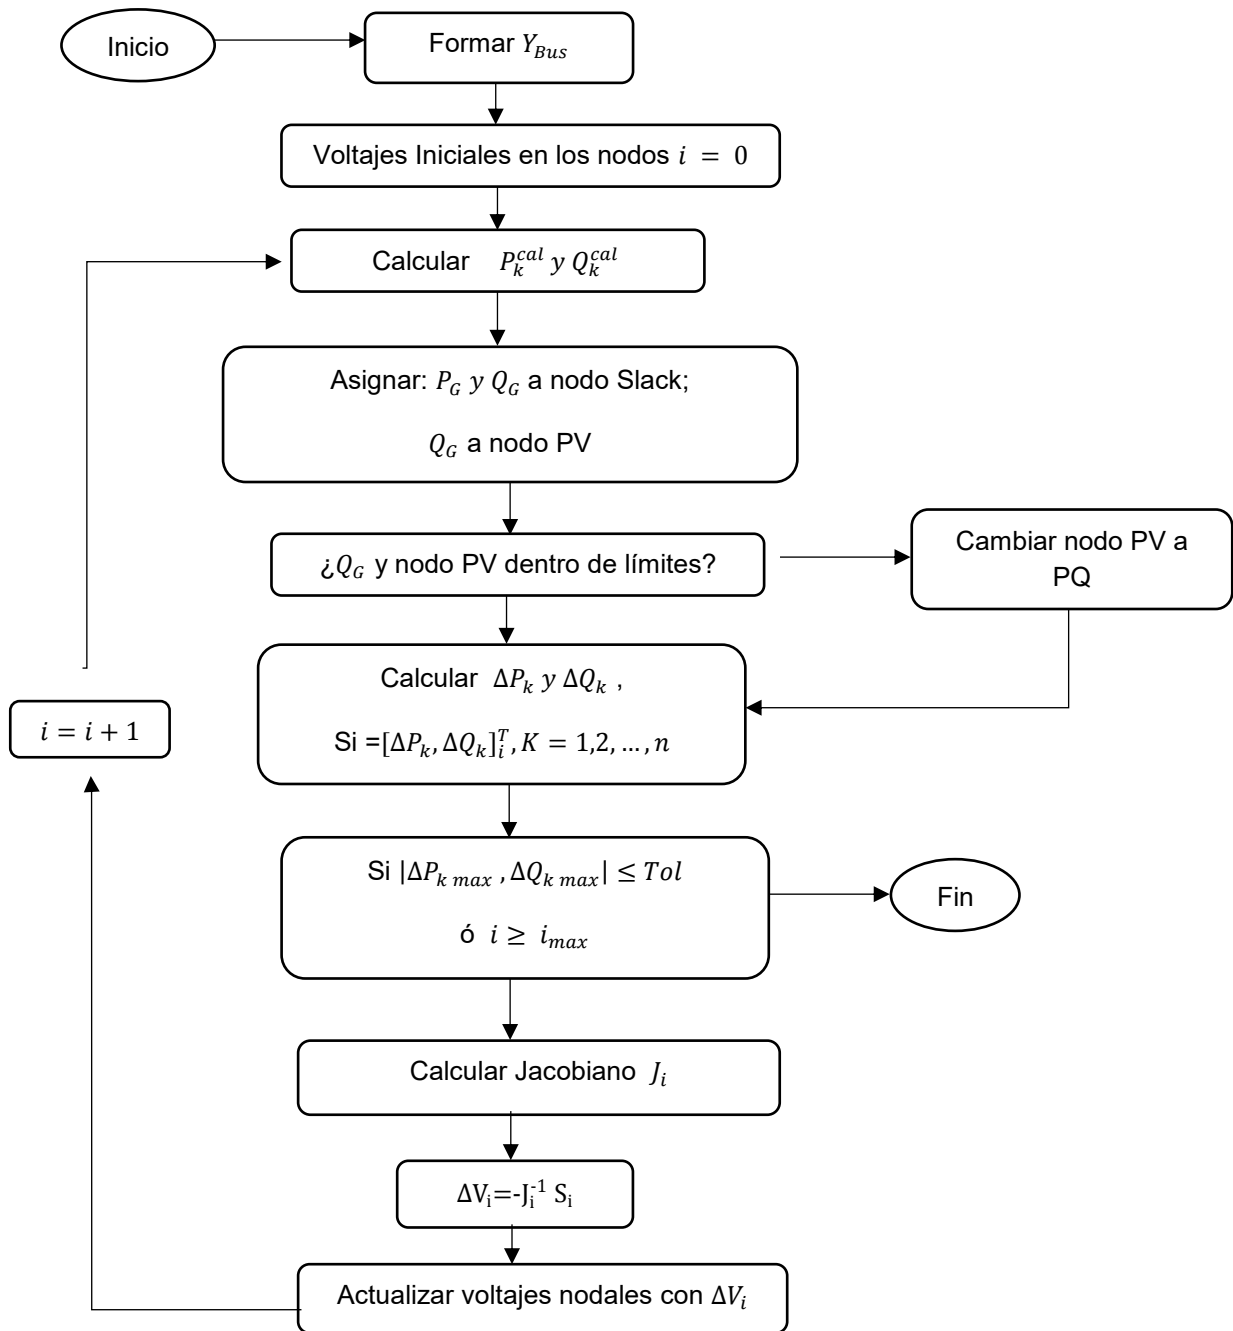 Inicio
Formar Y_Bus
Voltajes Iniciales en los nodos i = 0
Calcular P_k^cal y Q_k^cal
Asignar: P_G y Q_G a nodo Slack;
Q_G a nodo PV
¿Q_G y nodo PV dentro de límites?
Cambiar nodo PV a
PQ
Calcular ΔP_k y ΔQ_k ,
Si =[ΔP_k, ΔQ_k]_i^T, K = 1,2, … , n
i = i + 1
Si |ΔP_k max , ΔQ_k max| ≤ Tol
ó i ≥ i_max
Fin
Calcular Jacobiano J_i
ΔV_i=-J_i^-1 S_i
Actualizar voltajes nodales con ΔV_i